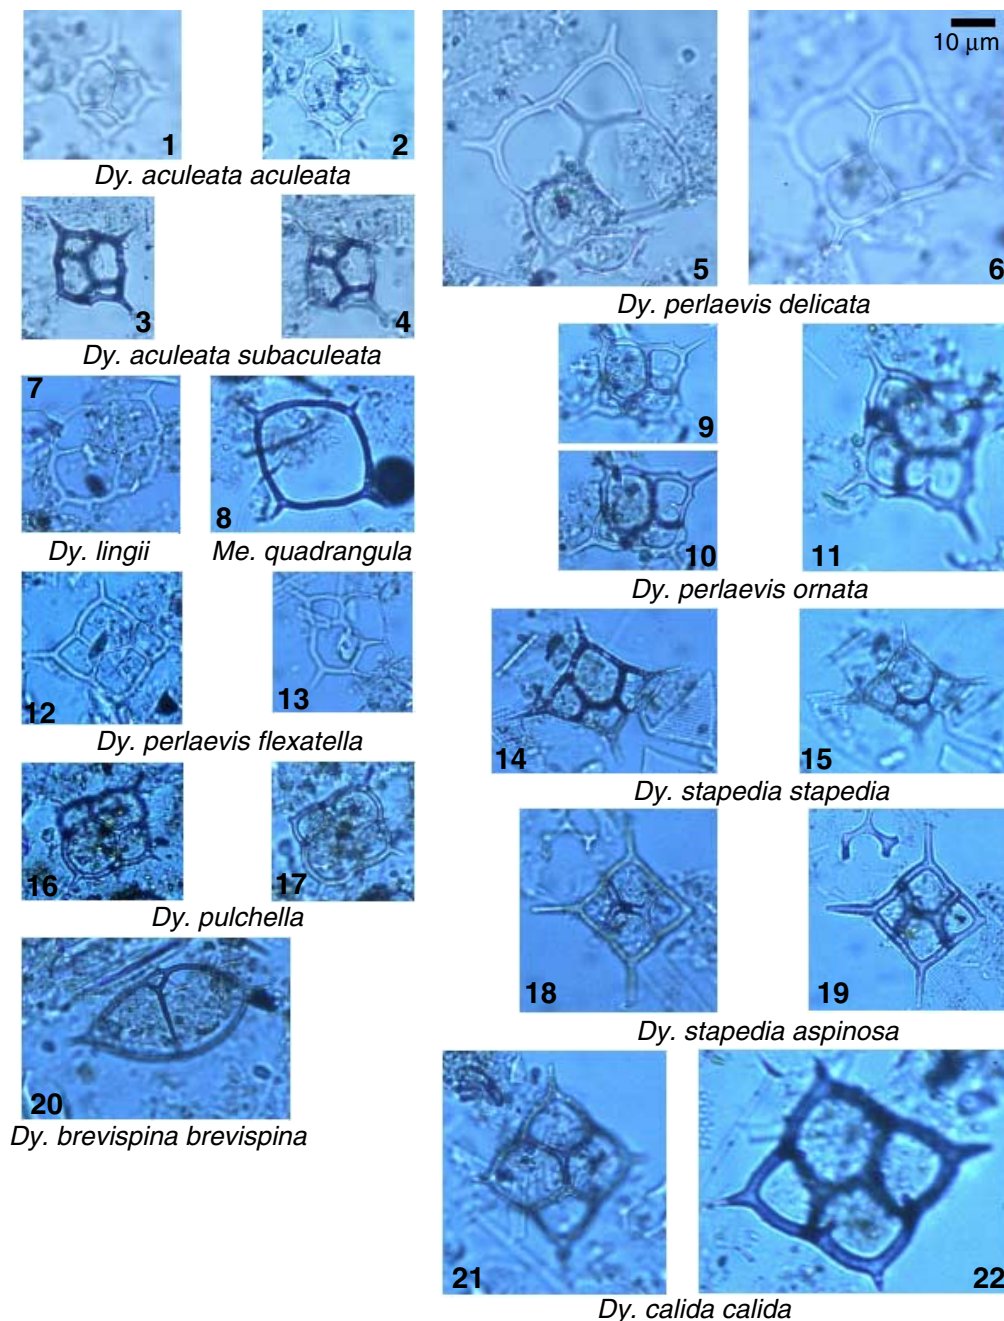 10 μm
1
2
Dy. aculeata aculeata
3
4
Dy. aculeata subaculeata
5
6
Dy. perlaevis delicata
7
8
Dy. lingii
Me. quadrangula
9
10
11
Dy. perlaevis ornata
12
13
Dy. perlaevis flexatella
14
15
Dy. stapedia stapedia
16
17
Dy. pulchella
18
19
Dy. stapedia aspinosa
20
Dy. brevispina brevispina
21
22
Dy. calida calida